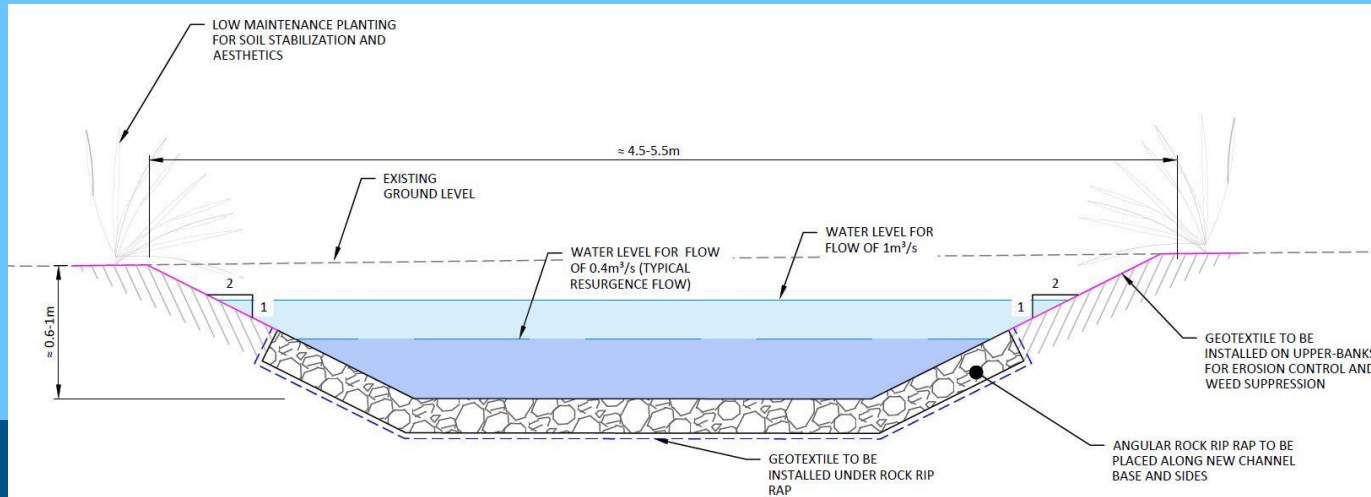 LOW MAINTENANCE PLANTING
FOR SOIL STABILIZATION AND
AESTHETICS
≈ 4.5-5.5m
EXISTING
GROUND LEVEL
WATER LEVEL FOR
FLOW OF 1m³/s
WATER LEVEL FOR FLOW
OF 0.4m³/s (TYPICAL
RESURGENCE FLOW)
2
1
2
1
≈ 0.6-1m
GEOTEXTILE TO BE
INSTALLED ON UPPER-BANKS
FOR EROSION CONTROL AND
WEED SUPPRESSION
ANGULAR ROCK RIP RAP TO BE
PLACED ALONG NEW CHANNEL
BASE AND SIDES
GEOTEXTILE TO BE
INSTALLED UNDER ROCK RIP
RAP